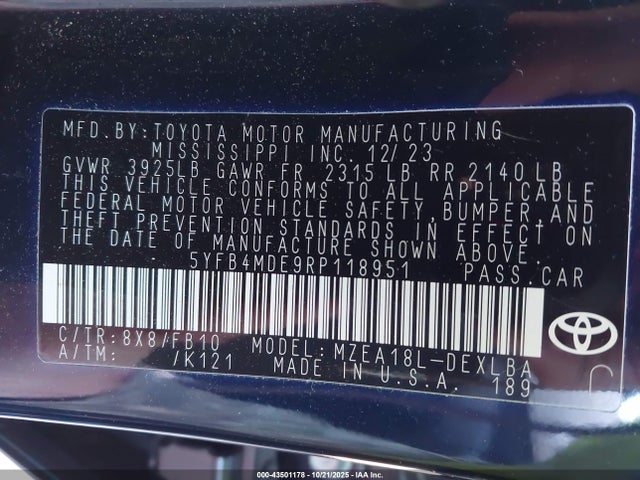 MFD.BY:TOYOTA MOTOR MANUFACTURING
MISSISSIPPI INC. 12/23
GVWR 3925LB GAWR FR 2315 LB RR 2140 LB
THIS VEHICLE CONFORMS TO ALL APPLICABLE
FEDERAL MOTOR VEHICLE SAFETY, BUMPER, AND
THEFT PREVENTION STANDARDS IN EFFECT ON
THE DATE OF MANUFACTURE SHOWN ABOVE.
5YFB4MDE9RP118951 PASS.CAR
C/TR:8X8/FB10 MODEL:MZEA18L-DEXLBA
A/TM: /K121 MADE IN U.S.A. 189
C
000-43501178 - 10/21/2025 - IAA Inc.